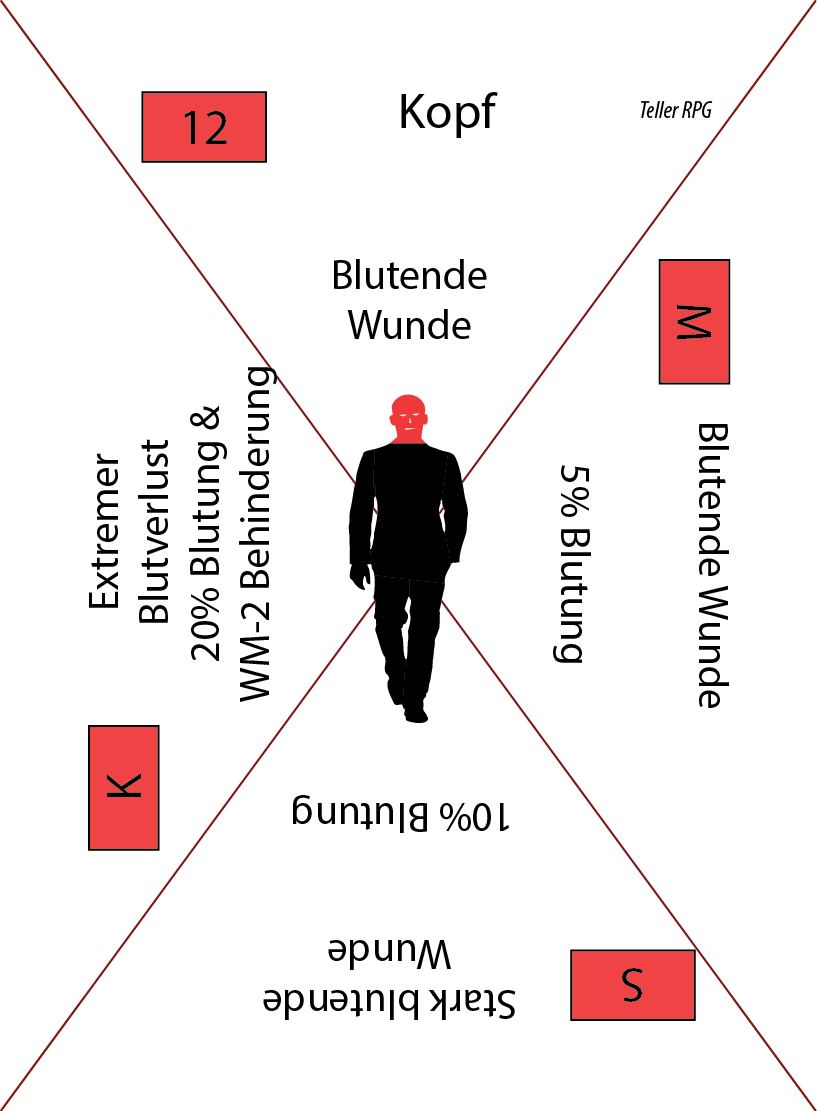 12
Kopf
Teller RPG
Blutende
Wunde
M
Blutende Wunde
5% Blutung
S
Stark blutende
Wunde
10% Blutung
K
Extremer
Blutverlust
20% Blutung &
WM-2 Behinderung